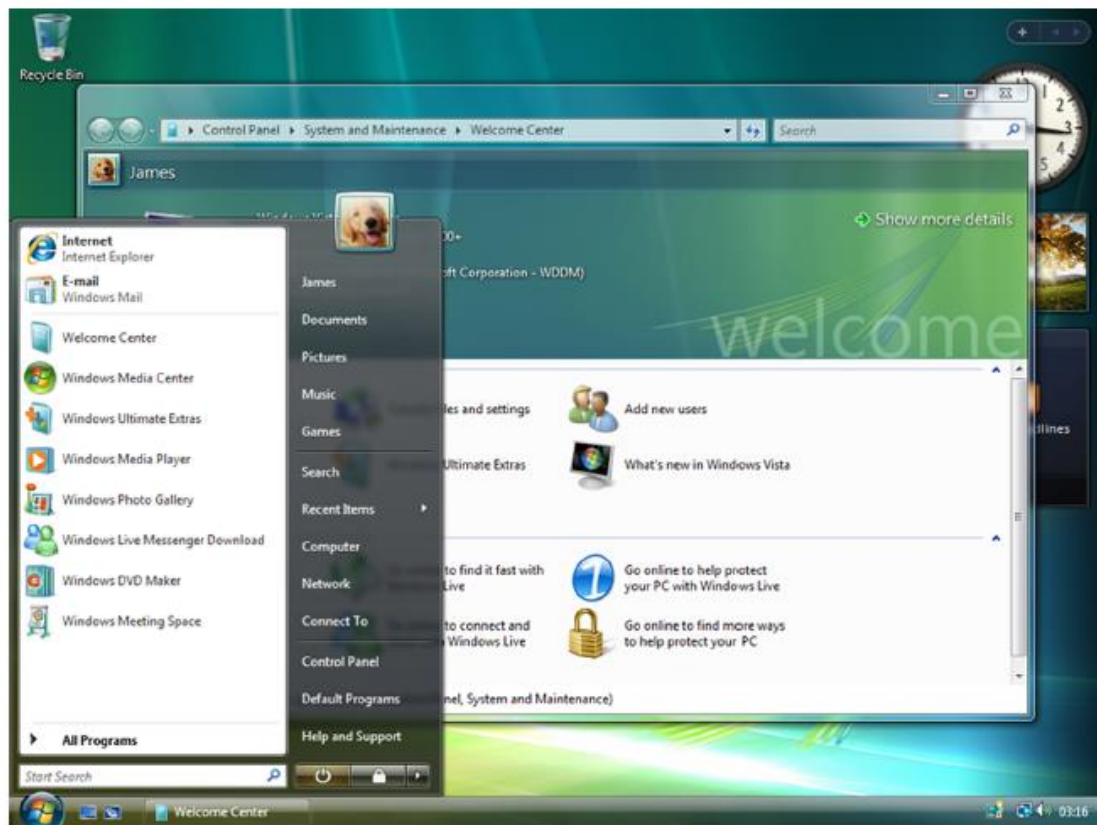 Recycle Bin
Control Panel
System and Maintenance
Welcome Center
Search
James
Show more details
oft Corporation - WDDM)
welcome
Internet
Internet Explorer
E-mail
Windows Mail
Welcome Center
Windows Media Center
Windows Ultimate Extras
Windows Media Player
Windows Photo Gallery
Windows Live Messenger Download
Windows DVD Maker
Windows Meeting Space
All Programs
Start Search
James
Documents
Pictures
Music
Games
Search
Recent Items
Computer
Network
Connect To
Control Panel
Default Programs
Help and Support
les and settings
Ultimate Extras
Add new users
What's new in Windows Vista
to find it fast with
Live
Go online to help protect
your PC with Windows Live
to connect and
Windows Live
Go online to find more ways
to help protect your PC
nel, System and Maintenance)
1 2 3 4 5
Welcome Center
03:16